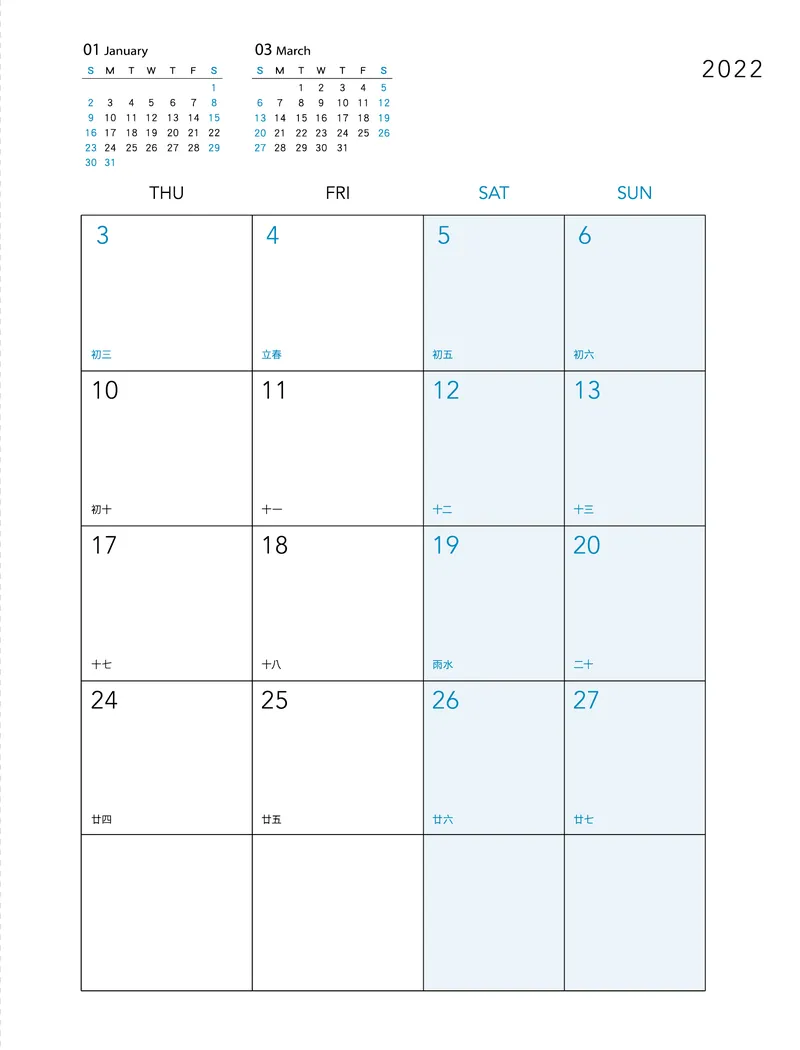 01 January
S M T W T F S
1
2 3 4 5 6 7 8
9 10 11 12 13 14 15
16 17 18 19 20 21 22
23 24 25 26 27 28 29
30 31
03 March
S M T W T F S
1 2 3 4 5
6 7 8 9 10 11 12
13 14 15 16 17 18 19
20 21 22 23 24 25 26
27 28 29 30 31
2022
THU FRI SAT SUN
3 4 5 6
初三 立春 初五 初六
10 11 12 13
初十 十一 十二 十三
17 18 19 20
十七 十八 雨水 二十
24 25 26 27
廿四 廿五 廿六 廿七